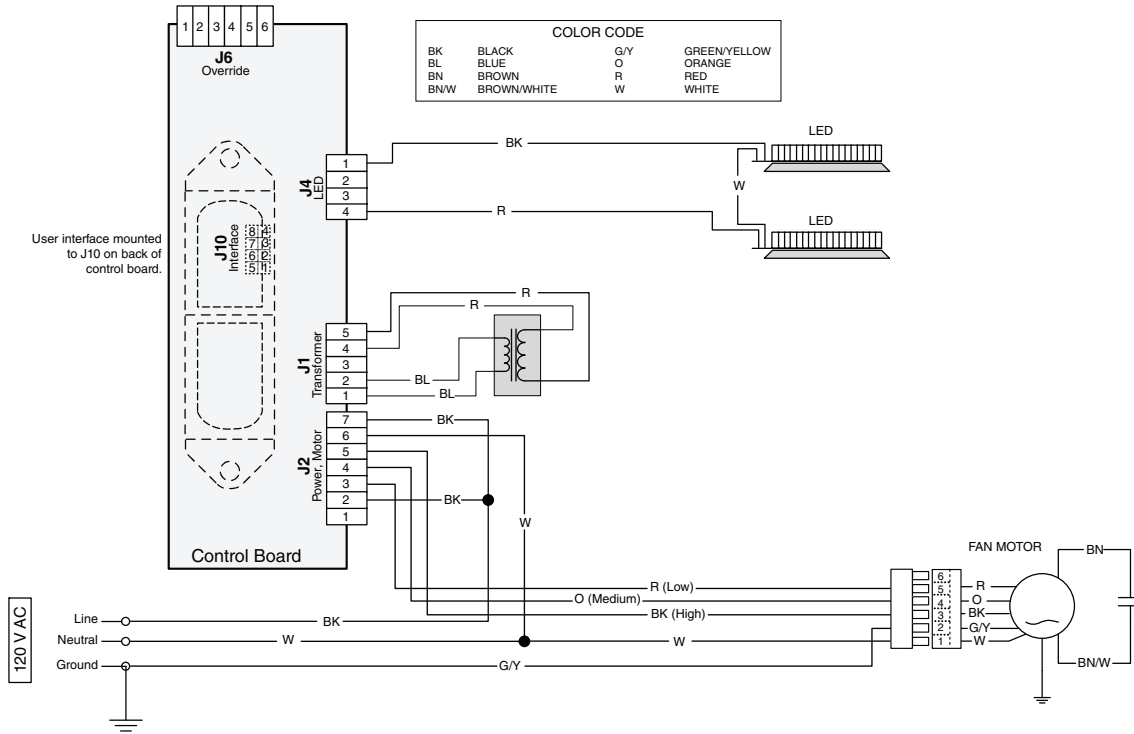 1 2 3 4 5 6
J6
Override
COLOR CODE
BK BLACK G/Y GREEN/YELLOW
BL BLUE O ORANGE
BN BROWN R RED
BN/W BROWN/WHITE W WHITE
LED
BK
W
LED
R
J4
LED
1
2
3
4
User interface mounted
to J10 on back of
control board.
J10
Interface
8 4
7 3
6 2
5 1
R
R
J1
Transformer
5
4
3
2
1
BL
BL
J2
Power, Motor
7
6
5
4
3
2
1
BK
BK
W
Control Board
FAN MOTOR
BN
R (Low)
O (Medium)
BK (High)
6
5
4
3
2
1
R
O
BK
G/Y
W
BN/W
120 V AC
Line
BK
Neutral
W
W
Ground
G/Y